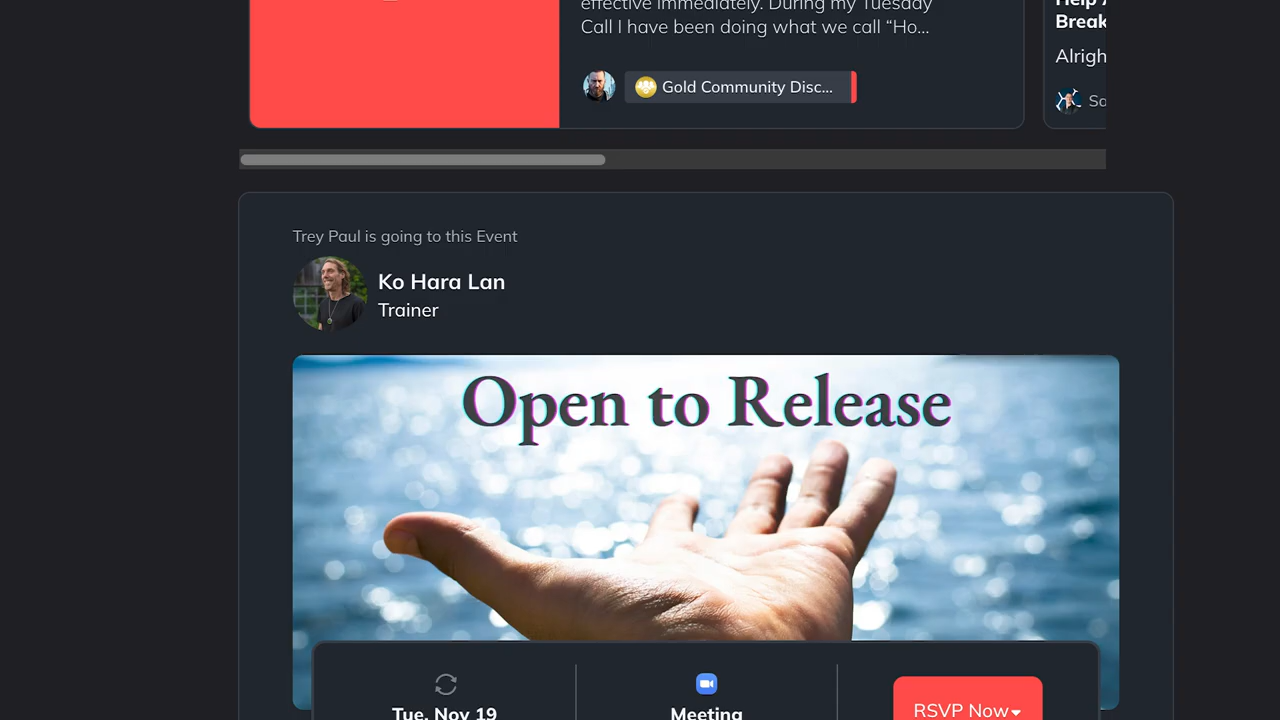 effective immediately. During my Tuesday
Call I have been doing what we call “Ho...
Gold Community Disc...
Help
Break
Alrigh
Sa
Trey Paul is going to this Event
Ko Hara Lan
Trainer
Open to Release
Tue, Nov 19
Meeting
RSVP Now